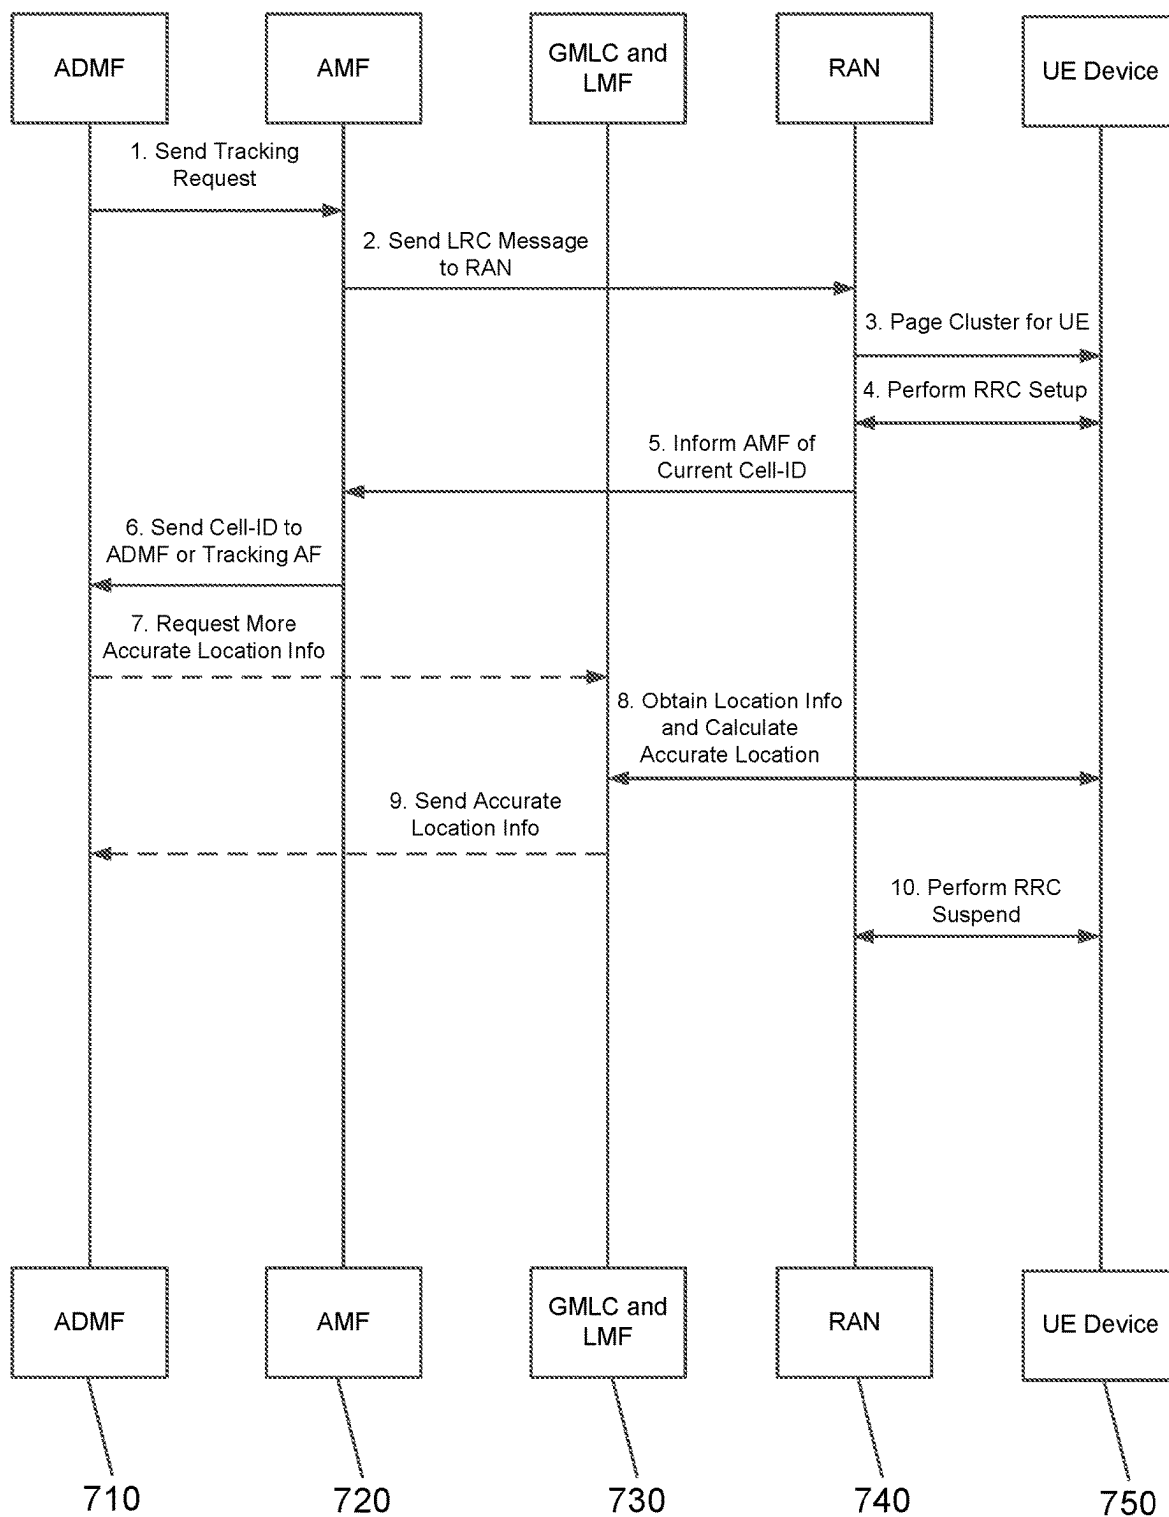 ADMF
AMF
GMLC and
LMF
RAN
UE Device
1. Send Tracking
Request
2. Send LRC Message
to RAN
3. Page Cluster for UE
4. Perform RRC Setup
5. Inform AMF of
Current Cell-ID
6. Send Cell-ID to
ADMF or Tracking AF
7. Request More
Accurate Location Info
8. Obtain Location Info
and Calculate
Accurate Location
9. Send Accurate
Location Info
10. Perform RRC
Suspend
ADMF
AMF
GMLC and
LMF
RAN
UE Device
710
720
730
740
750